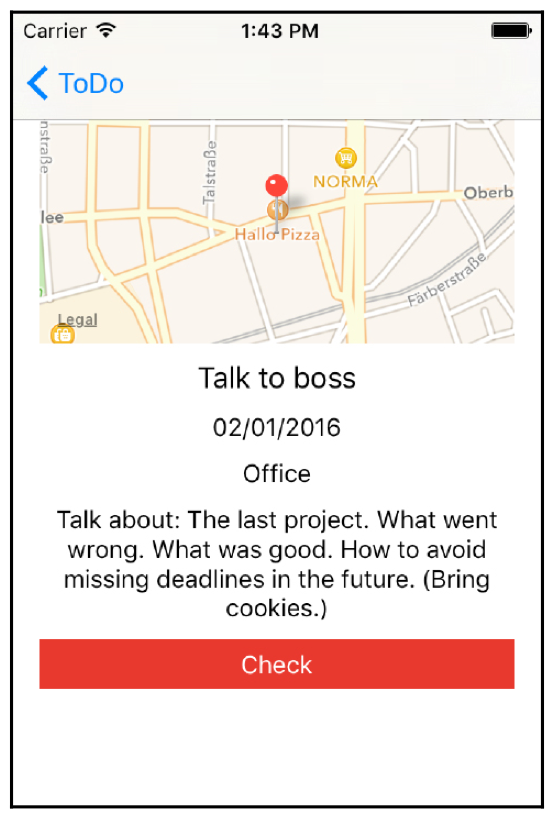 Carrier 1:43 PM
ToDo
nstraße
Talstraße
NORMA
Oberb
lee
Hallo Pizza
Färberstraße
Legal
Talk to boss
02/01/2016
Office
Talk about: The last project. What went
wrong. What was good. How to avoid
missing deadlines in the future. (Bring
cookies.)
Check